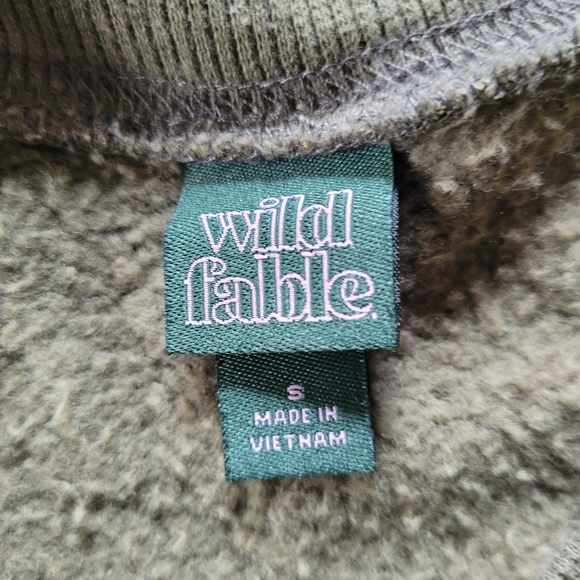 wild
fable.
S
MADE IN
VIETNAM